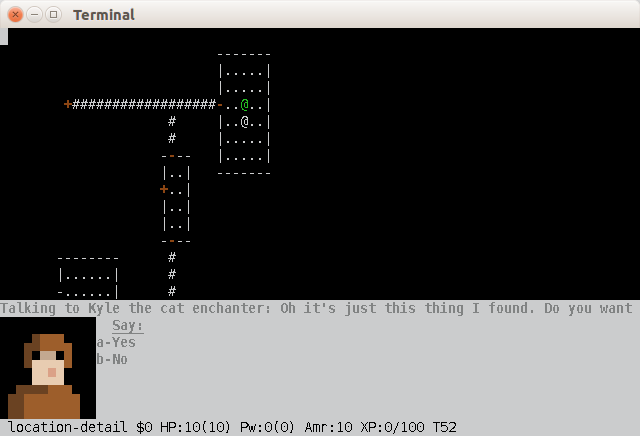 Terminal
Talking to Kyle the cat enchanter: Oh it's just this thing I found. Do you want
Say:
a-Yes
b-No
location-detail $0 HP:10(10) Pw:0(0) Amr:10 XP:0/100 T52